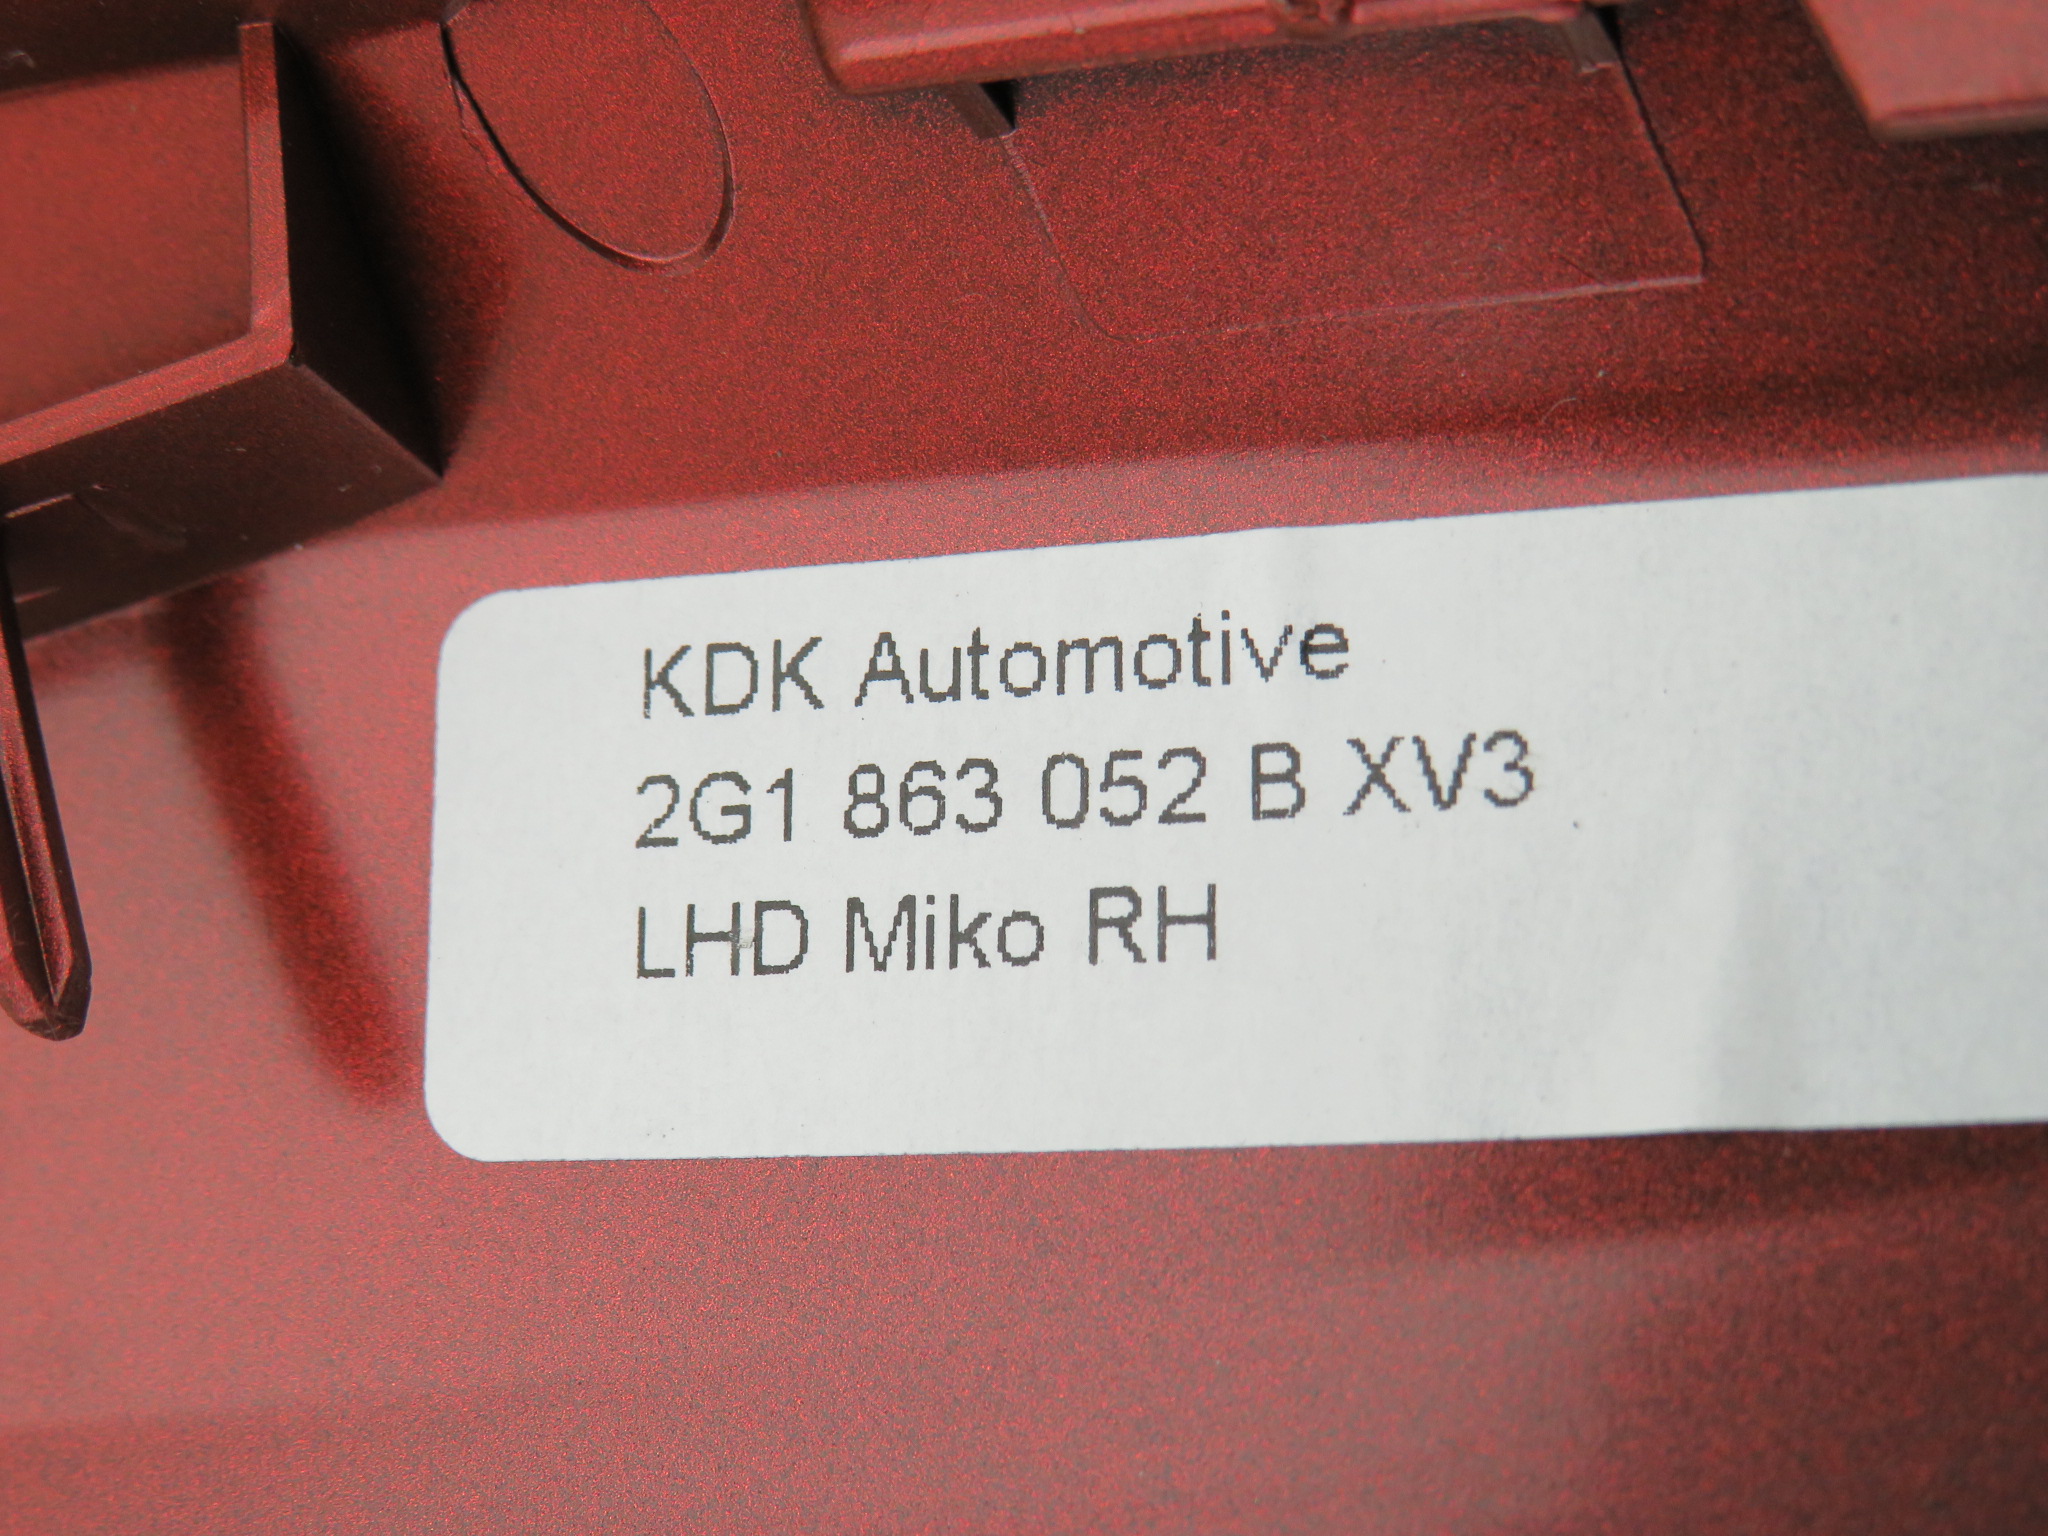 KDK Automotive
2G1 863 052 B XV3
LHD Miko RH